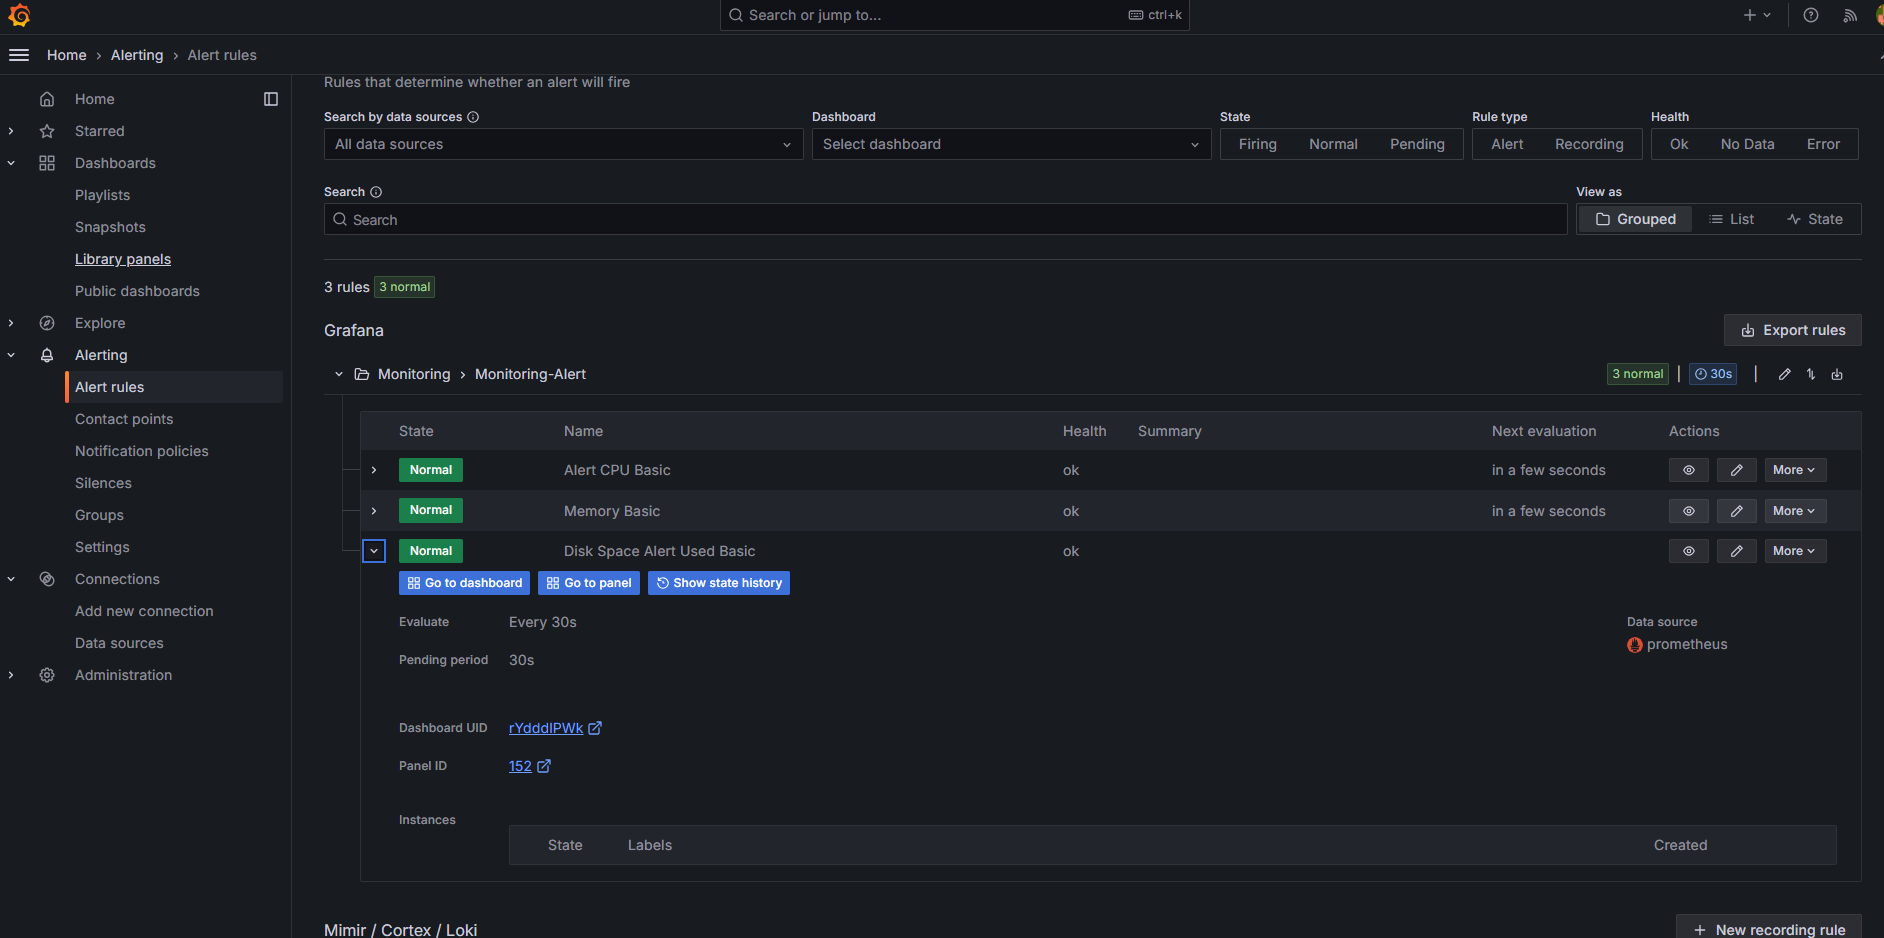 Search or jump to...
ctrl+k
Home › Alerting › Alert rules
Home
Starred
Dashboards
Playlists
Snapshots
Library panels
Public dashboards
Explore
Alerting
Alert rules
Contact points
Notification policies
Silences
Groups
Settings
Connections
Add new connection
Data sources
Administration
Rules that determine whether an alert will fire
Search by data sources
All data sources
Dashboard
Select dashboard
State
Firing Normal Pending
Rule type
Alert Recording
Health
Ok No Data Error
Search
Search
View as
Grouped List State
3 rules 3 normal
Grafana
Export rules
Monitoring › Monitoring-Alert
3 normal | 30s |
State Name Health Summary Next evaluation Actions
Normal Alert CPU Basic ok in a few seconds More
Normal Memory Basic ok in a few seconds More
Normal Disk Space Alert Used Basic ok More
Go to dashboard Go to panel Show state history
Evaluate Every 30s
Pending period 30s
Data source
prometheus
Dashboard UID rYdddlPWk
Panel ID 152
Instances
State Labels Created
Mimir / Cortex / Loki
+ New recording rule